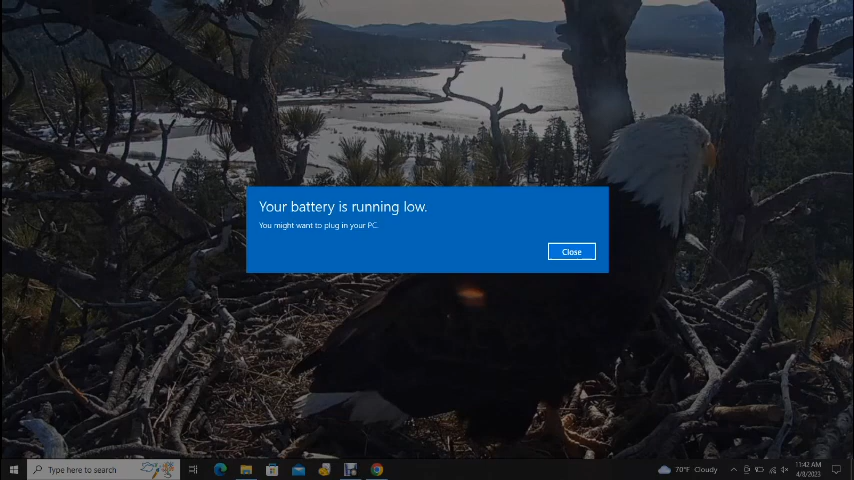 Your battery is running low.
You might want to plug in your PC.
Close
Type here to search
70°F Cloudy
11:42 AM
4/8/2023